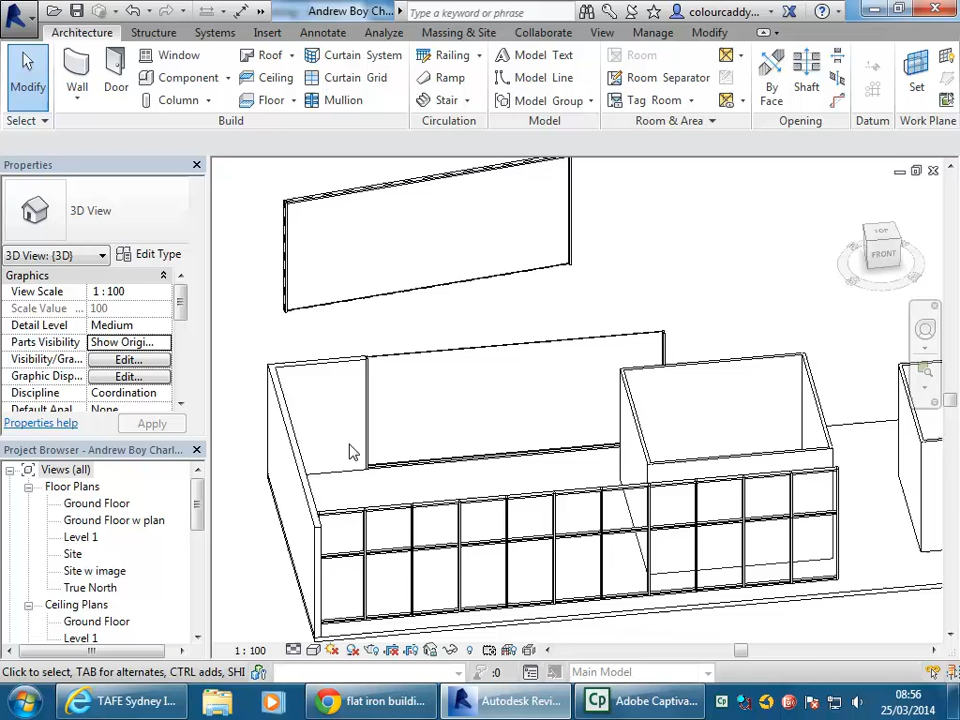 Andrew Boy Ch...
Type a keyword or phrase
colourcaddy...
Architecture Structure Systems Insert Annotate Analyze Massing & Site Collaborate View Manage Modify
Modify
Wall
Door
Window
Component
Column
Roof
Ceiling
Floor
Curtain System
Curtain Grid
Mullion
Railing
Ramp
Stair
Model Text
Model Line
Model Group
Room
Room Separator
Tag Room
By Face
Shaft
Set
Select Build Circulation Model Room & Area Opening Datum Work Plane
Properties
3D View
3D View: {3D} Edit Type
Graphics
View Scale 1 : 100
Scale Value ... 100
Detail Level Medium
Parts Visibility Show Origi...
Visibility/Gra... Edit...
Graphic Disp... Edit...
Discipline Coordination
Default Anal... None
Properties help Apply
Project Browser - Andrew Boy Charl...
Views (all)
Floor Plans
Ground Floor
Ground Floor w plan
Level 1
Site
Site w image
True North
Ceiling Plans
Ground Floor
Level 1
TOP
FRONT
1 : 100
Click to select, TAB for alternates, CTRL adds, SHI
:0
Main Model
TAFE Sydney I...
flat iron buildin...
Autodesk Revi...
Cp Adobe Captiva...
Cp
08:56
25/03/2014